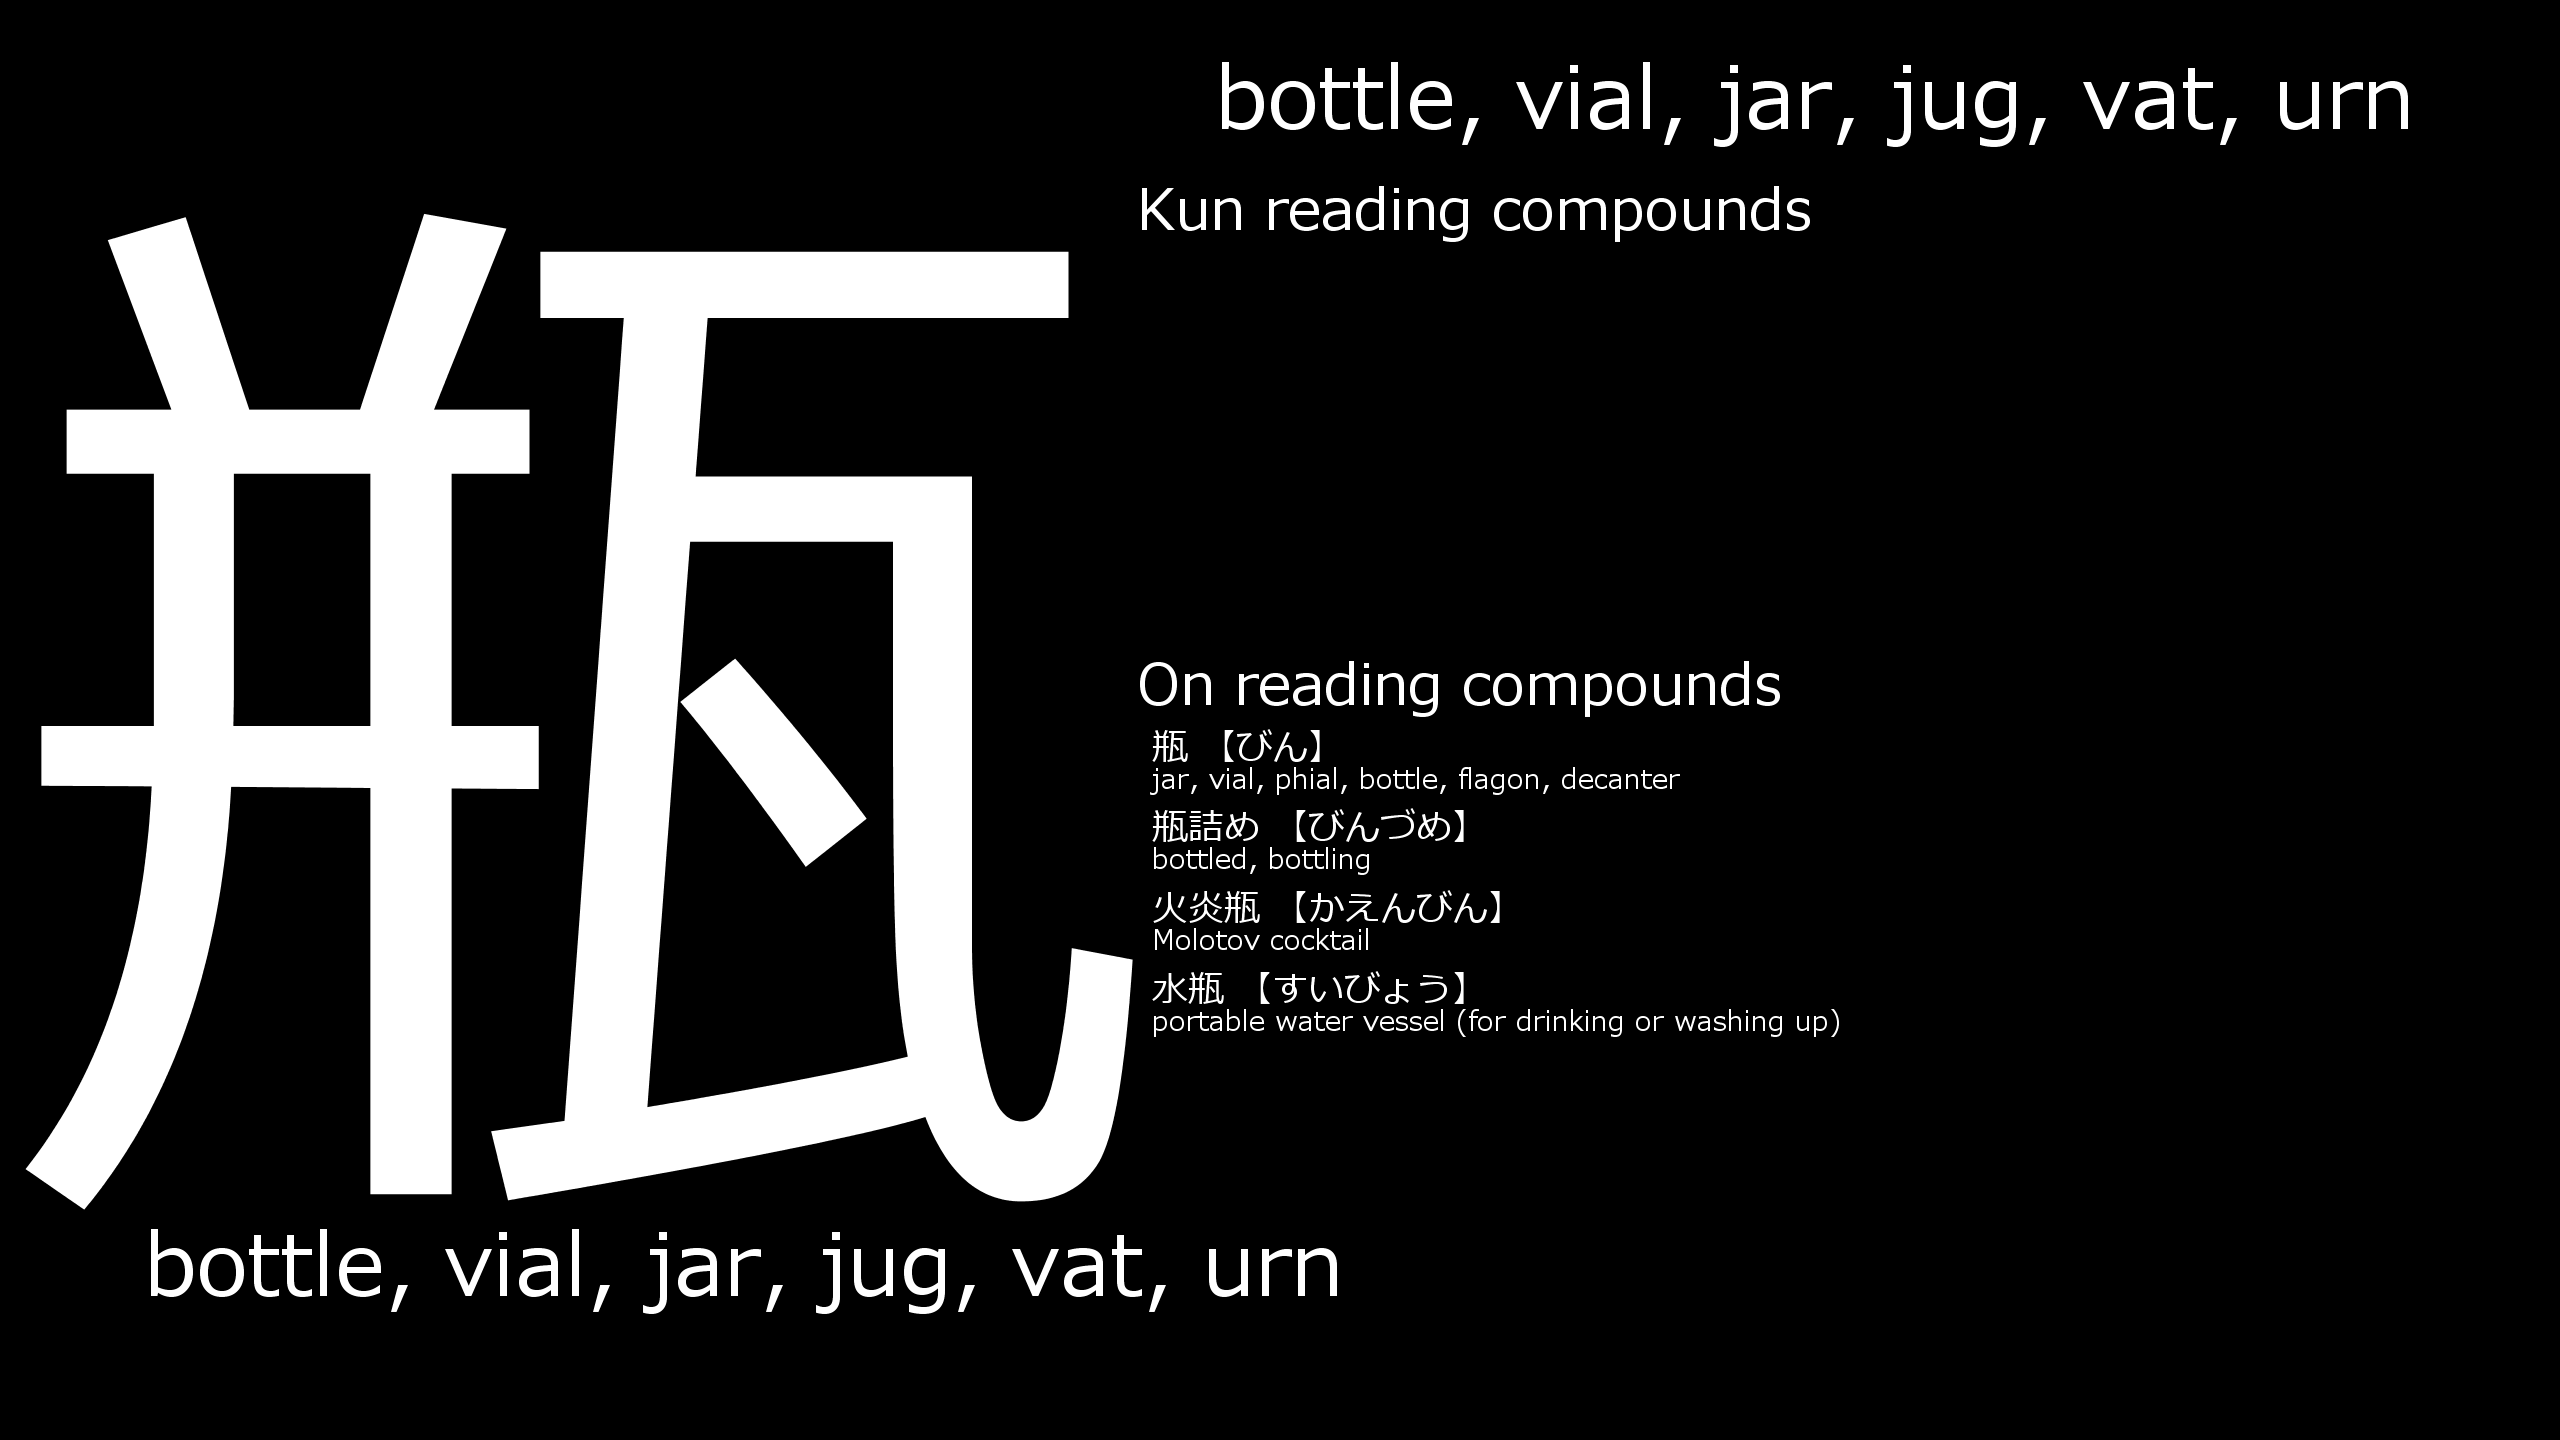 bottle, vial, jar, jug, vat, urn
Kun reading compounds
瓶
On reading compounds
瓶 【びん】
jar, vial, phial, bottle, flagon, decanter
瓶詰め 【びんづめ】
bottled, bottling
火炎瓶 【かえんびん】
Molotov cocktail
水瓶 【すいびょう】
portable water vessel (for drinking or washing up)
bottle, vial, jar, jug, vat, urn